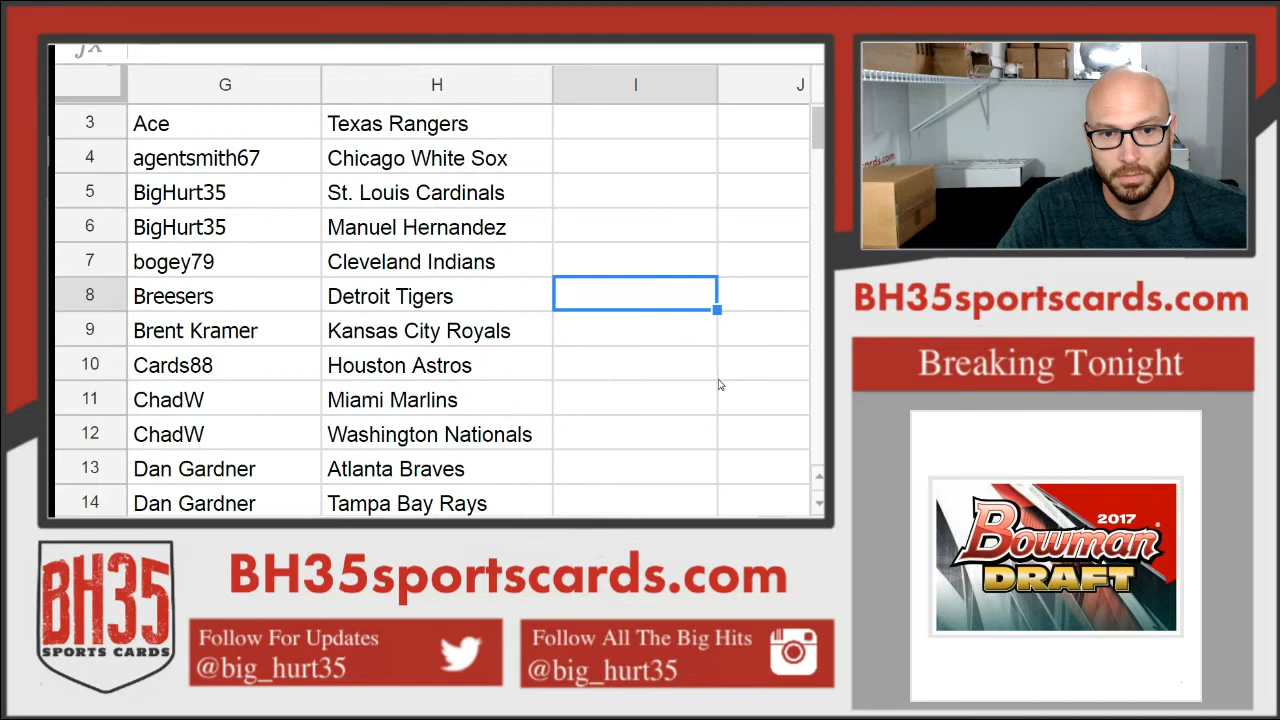 fx
G H I J
3 Ace Texas Rangers
4 agentsmith67 Chicago White Sox
5 BigHurt35 St. Louis Cardinals
6 BigHurt35 Manuel Hernandez
7 bogey79 Cleveland Indians
8 Breesers Detroit Tigers
9 Brent Kramer Kansas City Royals
10 Cards88 Houston Astros
11 ChadW Miami Marlins
12 ChadW Washington Nationals
13 Dan Gardner Atlanta Braves
14 Dan Gardner Tampa Bay Rays
rds.com
BH35sportscards.com
Breaking Tonight
2017
Bowman
DRAFT
BH35
SPORTS CARDS
BH35sportscards.com
Follow For Updates
@big_hurt35
Follow All The Big Hits
@big_hurt35